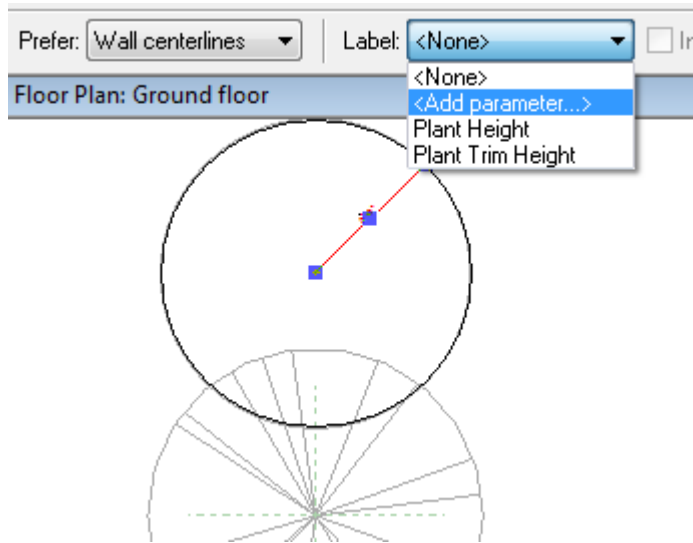 Prefer: Wall centerlines Label: <None>
<None>
Floor Plan: Ground floor
<Add parameter...>
Plant Height
Plant Trim Height